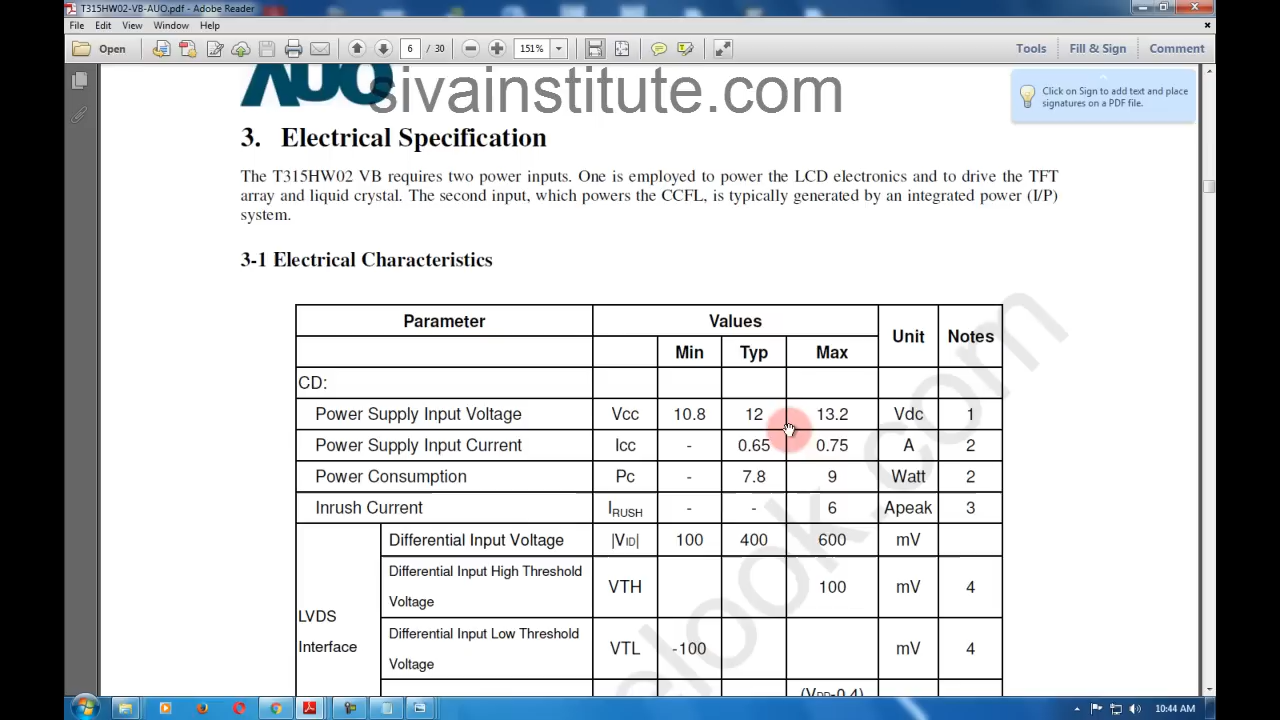 T315HW02-VB-AUO.pdf - Adobe Reader
File Edit View Window Help
Open 6 / 30 151% Tools Fill & Sign Comment
Click on Sign to add text and place
signatures on a PDF file.
AUO
sivainstitute.com
3. Electrical Specification
The T315HW02 VB requires two power inputs. One is employed to power the LCD electronics and to drive the TFT
array and liquid crystal. The second input, which powers the CCFL, is typically generated by an integrated power (I/P)
system.
3-1 Electrical Characteristics
Parameter Values Unit Notes
Min Typ Max
CD:
Power Supply Input Voltage Vcc 10.8 12 13.2 Vdc 1
Power Supply Input Current Icc - 0.65 0.75 A 2
Power Consumption Pc - 7.8 9 Watt 2
Inrush Current IRUSH - - 6 Apeak 3
LVDS
Interface
Differential Input Voltage |VID| 100 400 600 mV
Differential Input High Threshold
Voltage
VTH 100 mV 4
Differential Input Low Threshold
Voltage
VTL -100 mV 4
(VDD-0.4)
10:44 AM